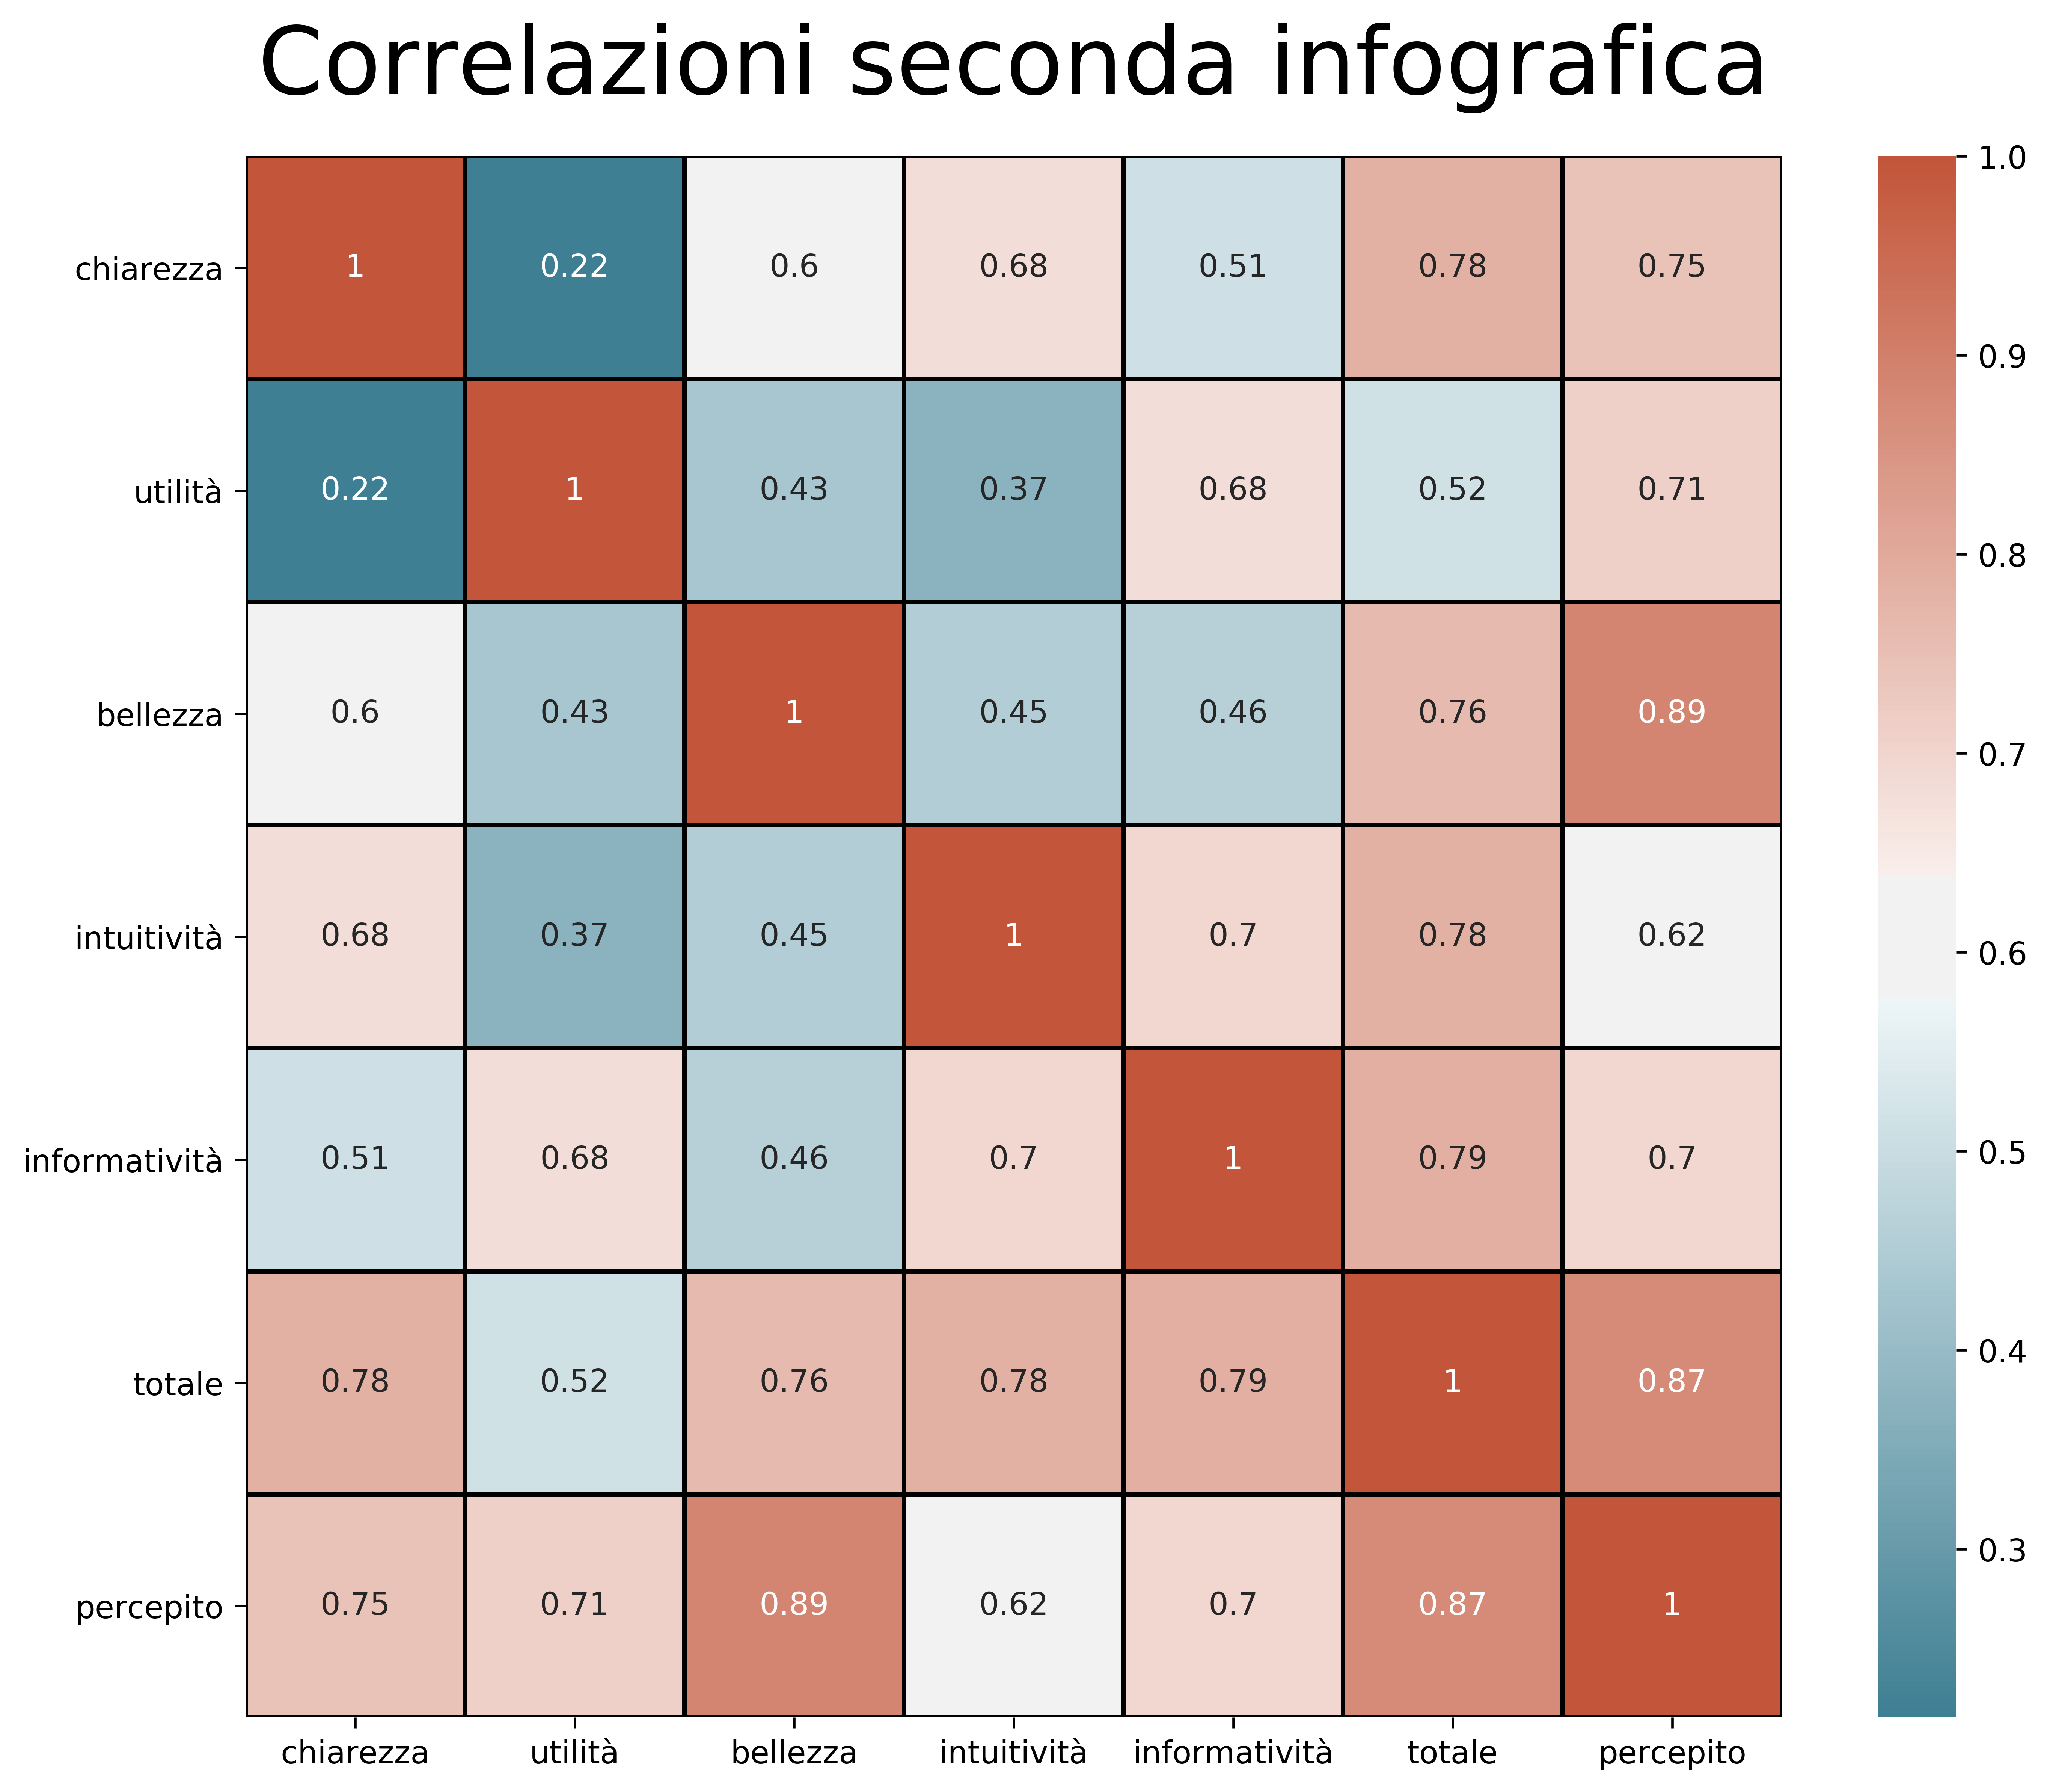 Correlazioni seconda infografica
chiarezza 1 0.22 0.6 0.68 0.51 0.78 0.75
utilità 0.22 1 0.43 0.37 0.68 0.52 0.71
bellezza 0.6 0.43 1 0.45 0.46 0.76 0.89
intuitività 0.68 0.37 0.45 1 0.7 0.78 0.62
informatività 0.51 0.68 0.46 0.7 1 0.79 0.7
totale 0.78 0.52 0.76 0.78 0.79 1 0.87
percepito 0.75 0.71 0.89 0.62 0.7 0.87 1
chiarezza utilità bellezza intuitività informatività totale percepito
1.0
0.9
0.8
0.7
0.6
0.5
0.4
0.3